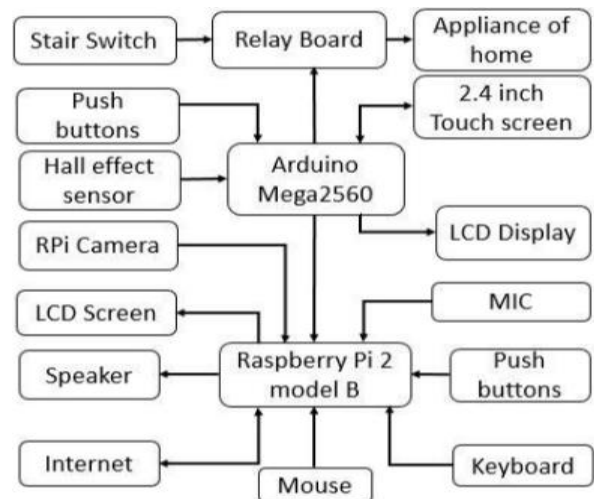 Stair Switch
Relay Board
Appliance of
home
Push
buttons
2.4 inch
Touch screen
Hall effect
sensor
Arduino
Mega2560
RPi Camera
LCD Display
LCD Screen
MIC
Speaker
Raspberry Pi 2
model B
Push
buttons
Internet
Mouse
Keyboard